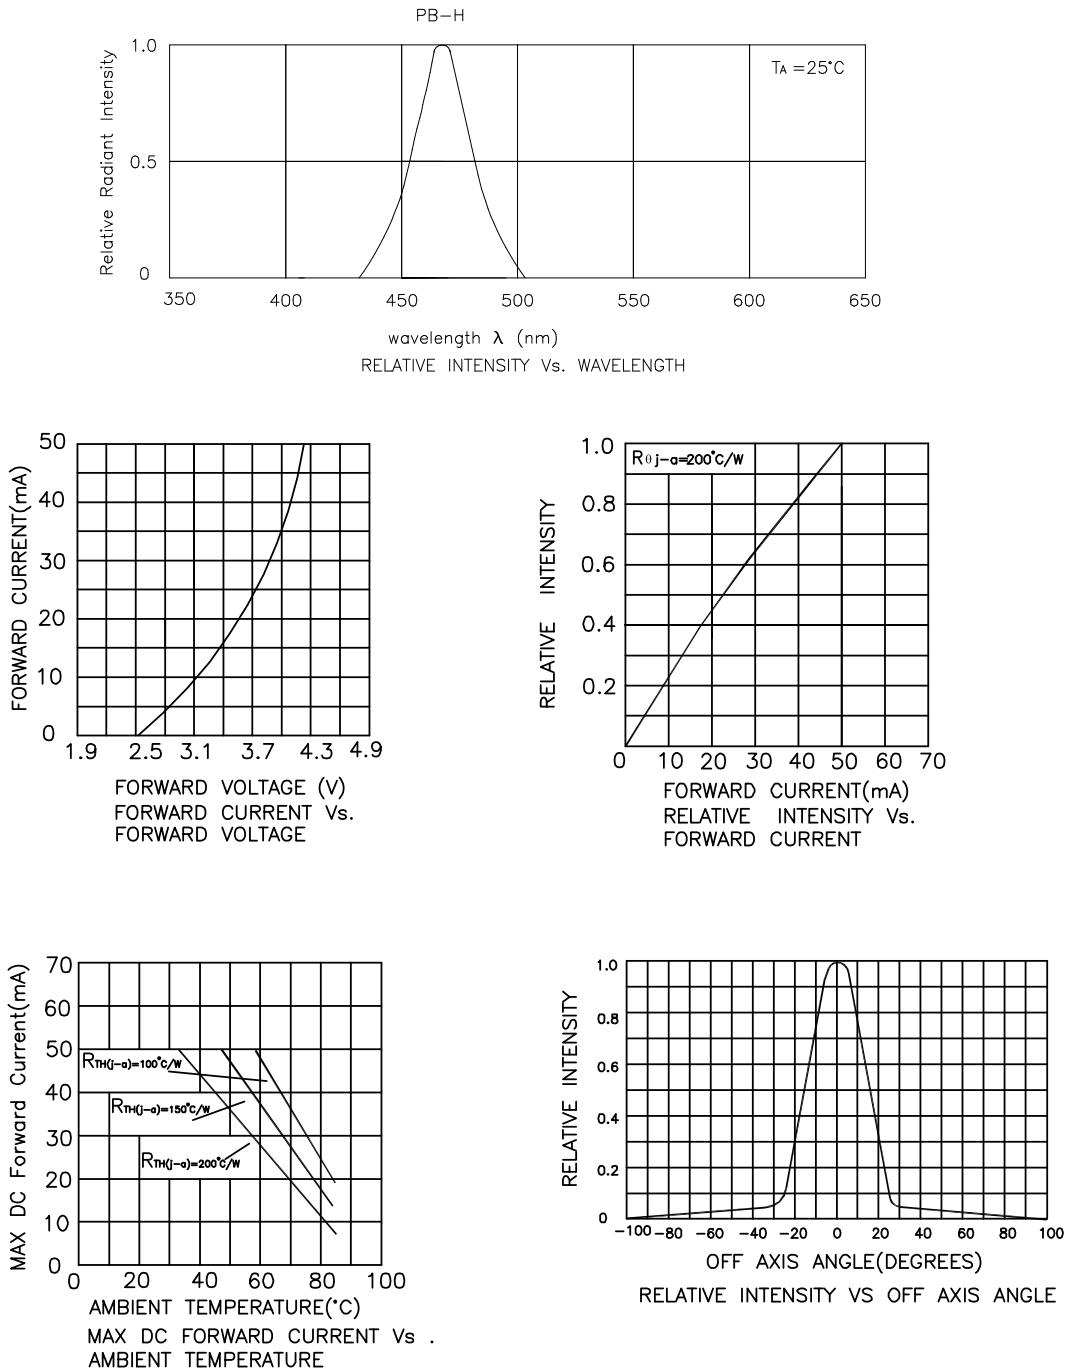 PB-H
1.0
TA =25°C
0.5
0
Relative Radiant Intensity
350 400 450 500 550 600 650
wavelength λ (nm)
RELATIVE INTENSITY Vs. WAVELENGTH
50
40
30
20
10
0
FORWARD CURRENT(mA)
1.9 2.5 3.1 3.7 4.3 4.9
FORWARD VOLTAGE (V)
FORWARD CURRENT Vs.
FORWARD VOLTAGE
1.0
Rθ j-a=200°C/W
0.8
0.6
0.4
0.2
RELATIVE INTENSITY
0 10 20 30 40 50 60 70
FORWARD CURRENT(mA)
RELATIVE INTENSITY Vs.
FORWARD CURRENT
70
60
50
RTH(j-a)=100°C/W
40
RTH(j-a)=150°C/W
30
RTH(j-a)=200°C/W
20
10
0
MAX DC Forward Current(mA)
0 20 40 60 80 100
AMBIENT TEMPERATURE(°C)
MAX DC FORWARD CURRENT Vs .
AMBIENT TEMPERATURE
1.0
0.8
0.6
0.4
0.2
0
RELATIVE INTENSITY
-100 -80 -60 -40 -20 0 20 40 60 80 100
OFF AXIS ANGLE(DEGREES)
RELATIVE INTENSITY VS OFF AXIS ANGLE